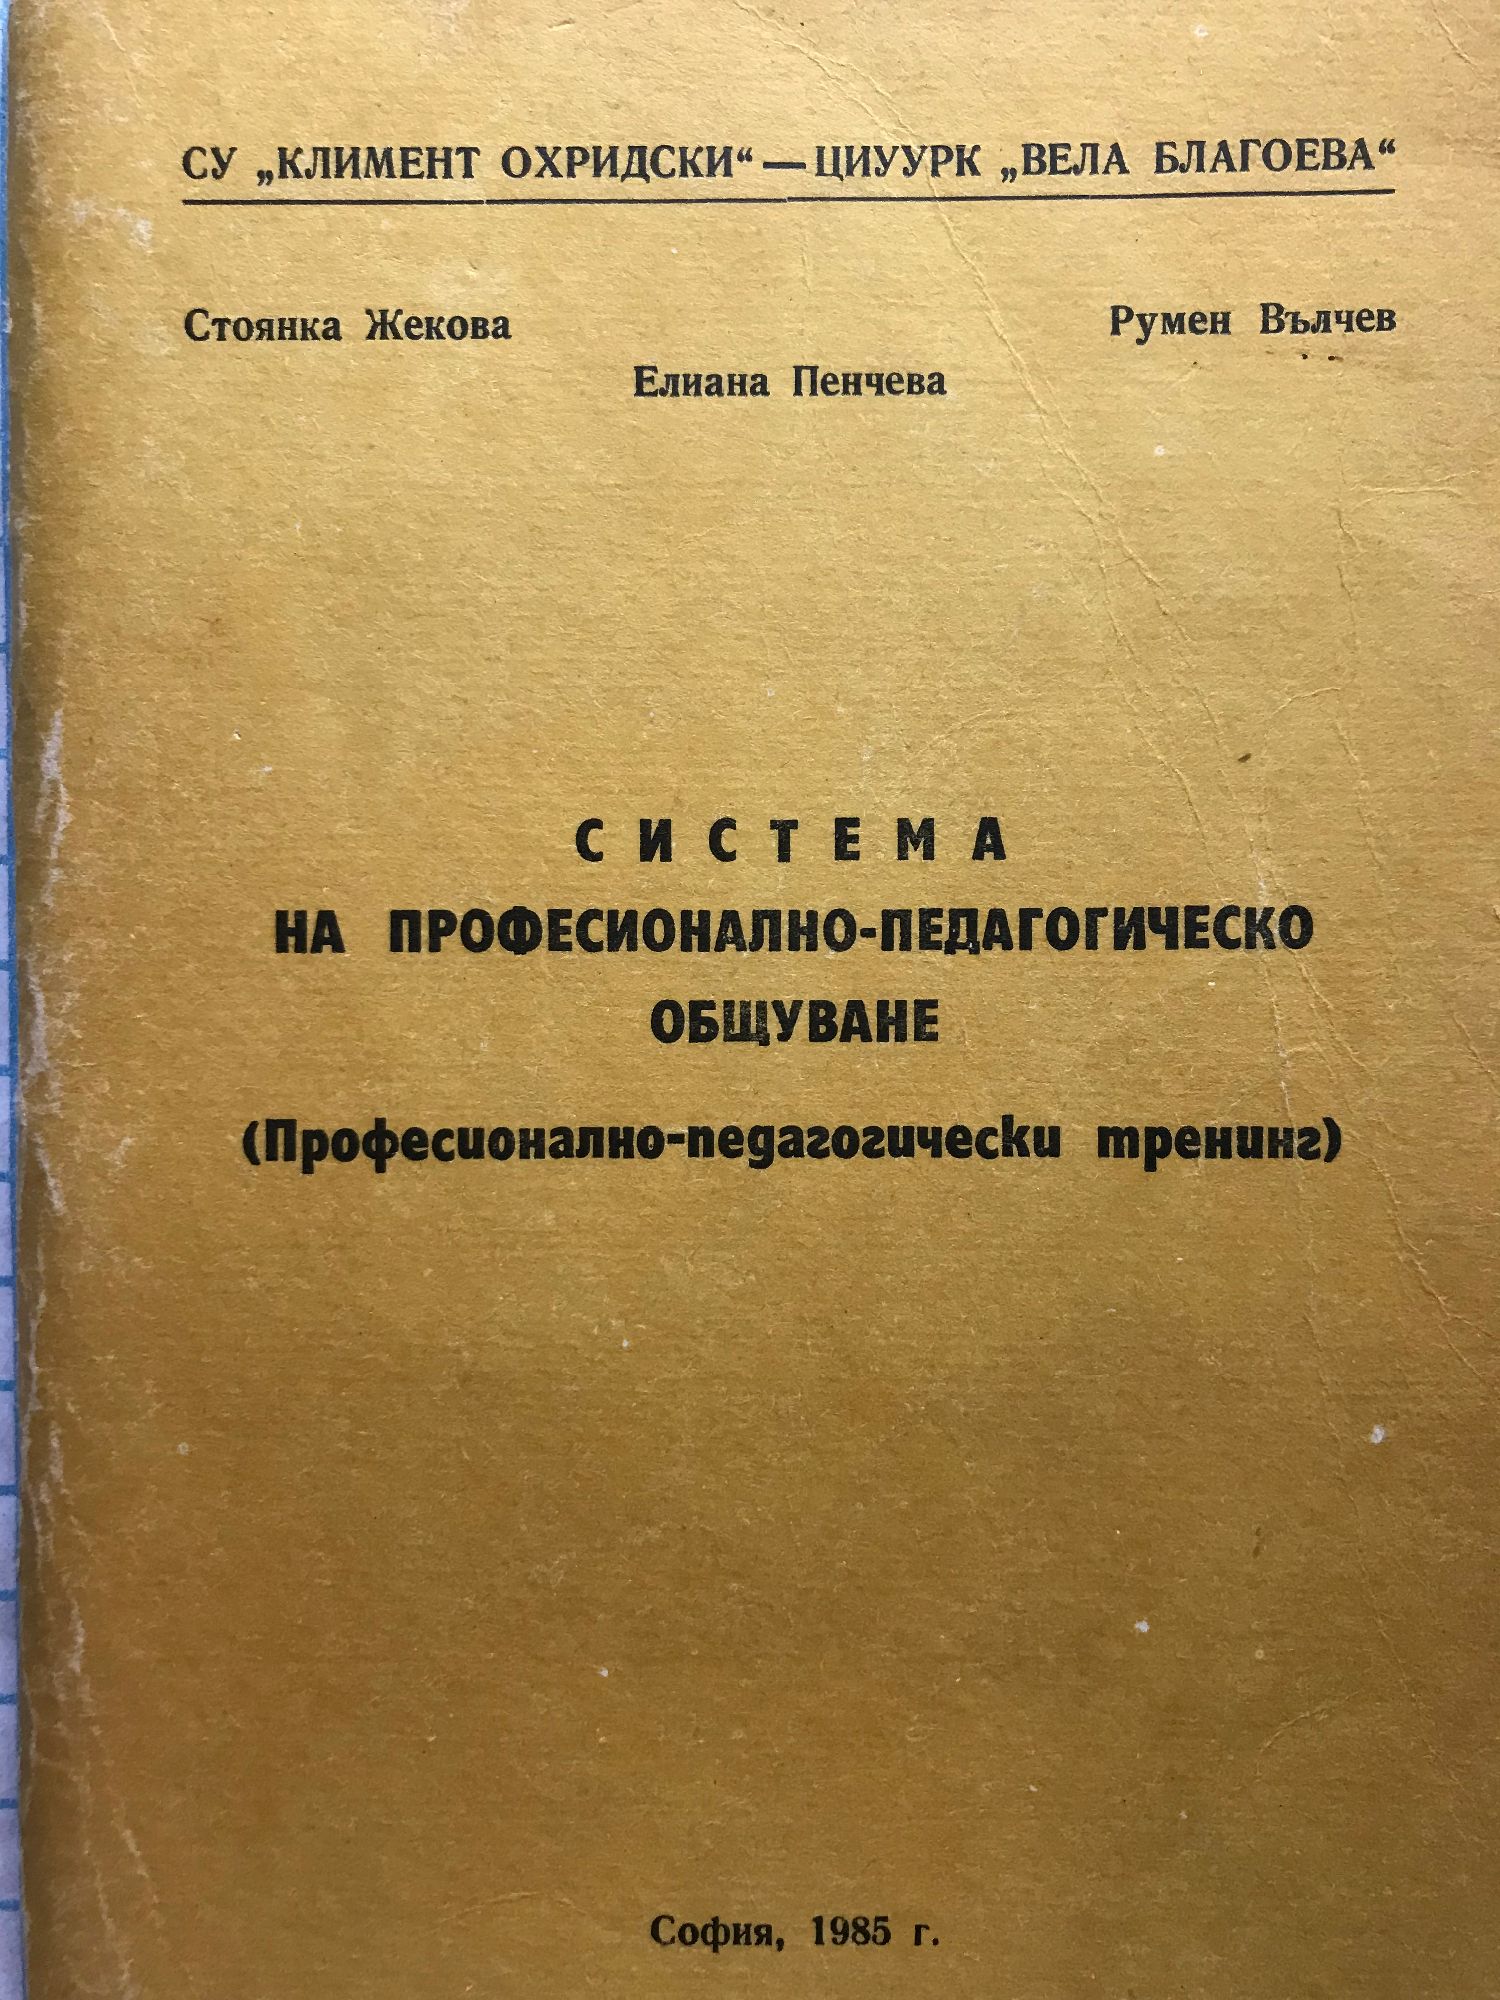 СУ „КЛИМЕНТ ОХРИДСКИ“ — ЦИУУРК „ВЕЛА БЛАГОЕВА“
Стоянка Жекова
Румен Вълчев
Елиана Пенчева
СИСТЕМА
НА ПРОФЕСИОНАЛНО-ПЕДАГОГИЧЕСКО
ОБЩУВАНЕ
(Професионално-педагогически тренинг)
София, 1985 г.